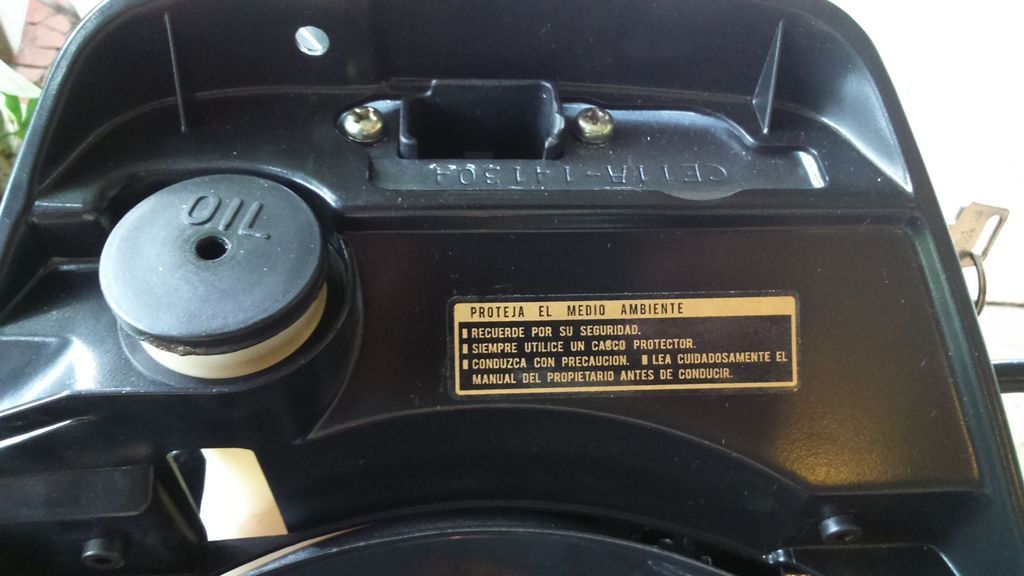 CE11A-141304
OIL
PROTEJA EL MEDIO AMBIENTE
▮ RECUERDE POR SU SEGURIDAD.
▮ SIEMPRE UTILICE UN CASCO PROTECTOR.
▮ CONDUZCA CON PRECAUCION. ▮ LEA CUIDADOSAMENTE EL
MANUAL DEL PROPIETARIO ANTES DE CONDUCIR.